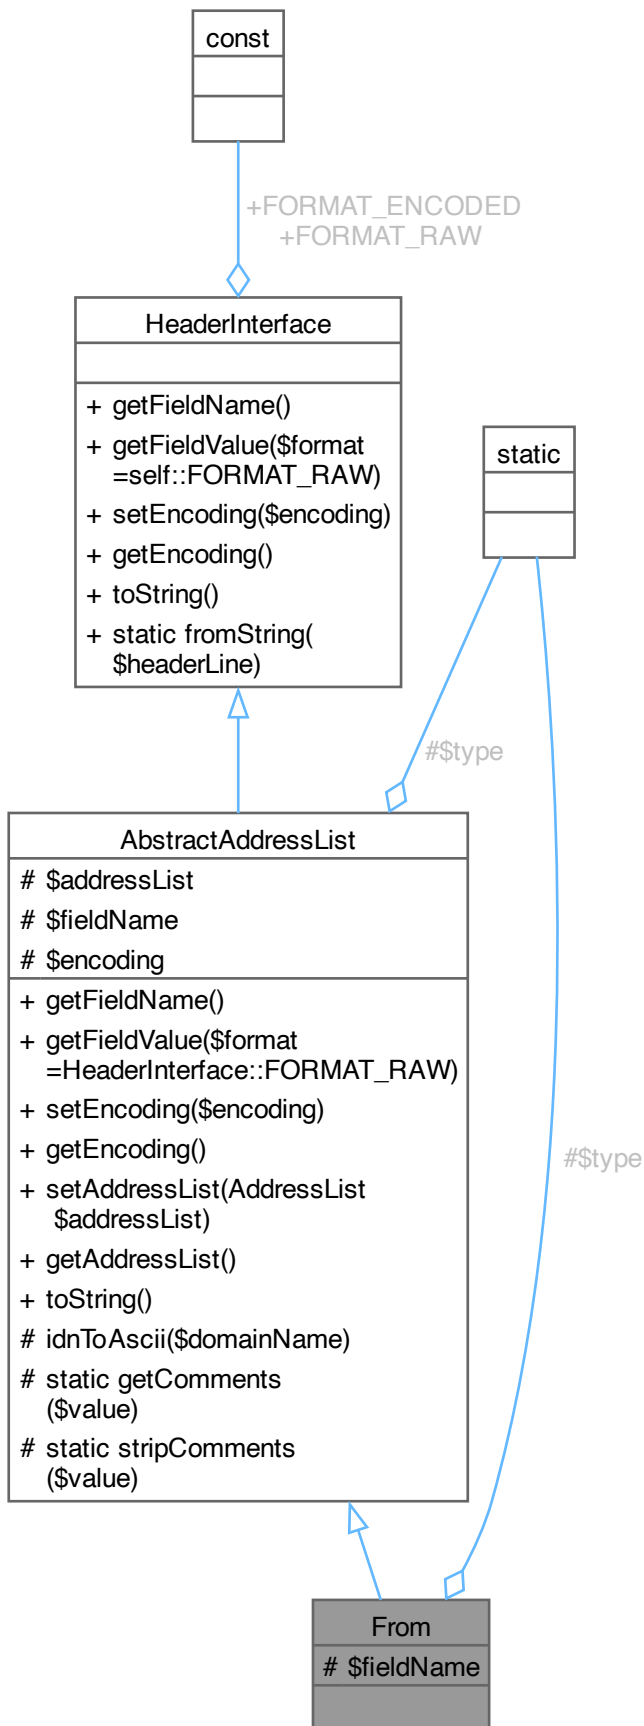 const
+FORMAT_ENCODED
+FORMAT_RAW
HeaderInterface
+ getFieldName()
+ getFieldValue($format
=self::FORMAT_RAW)
+ setEncoding($encoding)
+ getEncoding()
+ toString()
+ static fromString(
$headerLine)
static
#$type
AbstractAddressList
# $addressList
# $fieldName
# $encoding
+ getFieldName()
+ getFieldValue($format
=HeaderInterface::FORMAT_RAW)
+ setEncoding($encoding)
+ getEncoding()
+ setAddressList(AddressList
$addressList)
+ getAddressList()
+ toString()
# idnToAscii($domainName)
# static getComments
($value)
# static stripComments
($value)
#$type
From
# $fieldName